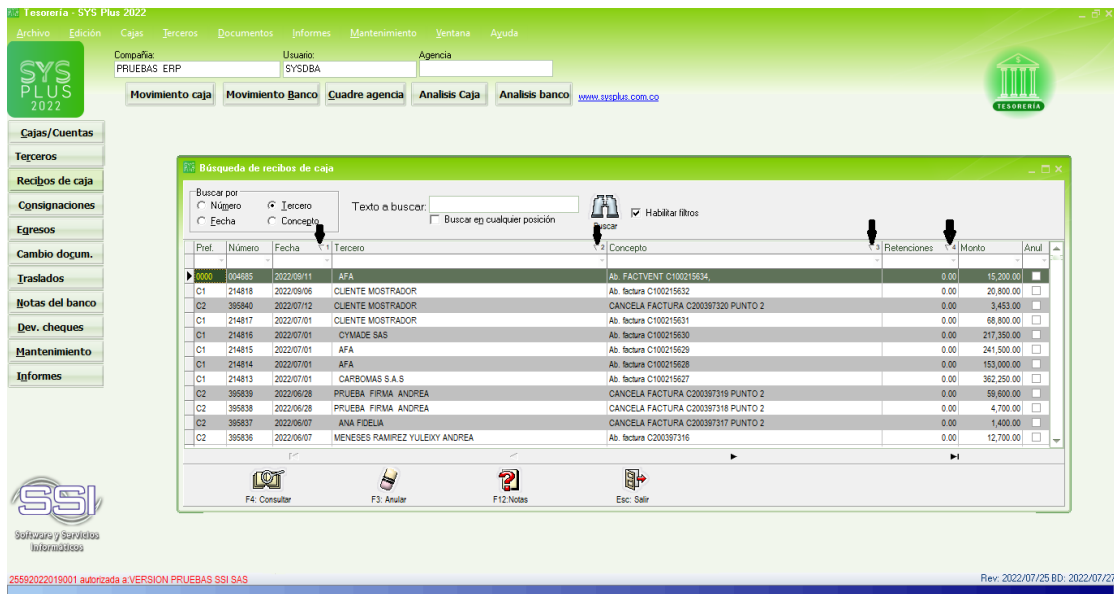 Tesorería - SYS Plus 2022
Archivo Edición Cajas Terceros Documentos Informes Mantenimiento Ventana Ayuda
Compañia: Usuario: Agencia
PRUEBAS ERP SYSDBA
SYS
PLUS
2022
Movimiento caja Movimiento Banco Cuadre agencia Analisis Caja Analisis banco www.sysplus.com.co
TESORERÍA
Cajas/Cuentas
Terceros
Recibos de caja
Consignaciones
Egresos
Cambio docum.
Traslados
Notas del banco
Dev. cheques
Mantenimiento
Informes
Búsqueda de recibos de caja
Buscar por
Número Tercero
Fecha Concepto
Texto a buscar:
Buscar en cualquier posición
Buscar
Habilitar filtros
Pref. Número Fecha 1 Tercero 2 Concepto 3 Retenciones 4 Monto Anul
0000 004685 2022/09/11 AFA Ab. FACTVENT C100215634, 0.00 15,200.00
C1 214818 2022/09/06 CLIENTE MOSTRADOR Ab. factura C100215632 0.00 20,800.00
C2 395840 2022/07/12 CLIENTE MOSTRADOR CANCELA FACTURA C200397320 PUNTO 2 0.00 3,453.00
C1 214817 2022/07/01 CLIENTE MOSTRADOR Ab. factura C100215631 0.00 68,800.00
C1 214816 2022/07/01 CYMADE SAS Ab. factura C100215630 0.00 217,350.00
C1 214815 2022/07/01 AFA Ab. factura C100215629 0.00 241,500.00
C1 214814 2022/07/01 AFA Ab. factura C100215628 0.00 153,000.00
C1 214813 2022/07/01 CARBOMAS S.A.S Ab. factura C100215627 0.00 362,250.00
C2 395839 2022/06/28 PRUEBA FIRMA ANDREA CANCELA FACTURA C200397319 PUNTO 2 0.00 59,600.00
C2 395838 2022/06/28 PRUEBA FIRMA ANDREA CANCELA FACTURA C200397318 PUNTO 2 0.00 4,700.00
C2 395837 2022/06/07 ANA FIDELIA CANCELA FACTURA C200397317 PUNTO 2 0.00 1,400.00
C2 395836 2022/06/07 MENESES RAMIREZ YULEIXY ANDREA Ab. factura C200397316 0.00 12,700.00
F4: Consultar F3: Anular F12:Notas Esc: Salir
SSI
Software y Servicios
Informáticos
25592022019001 autorizada a:VERSION PRUEBAS SSI SAS
Rev: 2022/07/25 BD: 2022/07/27